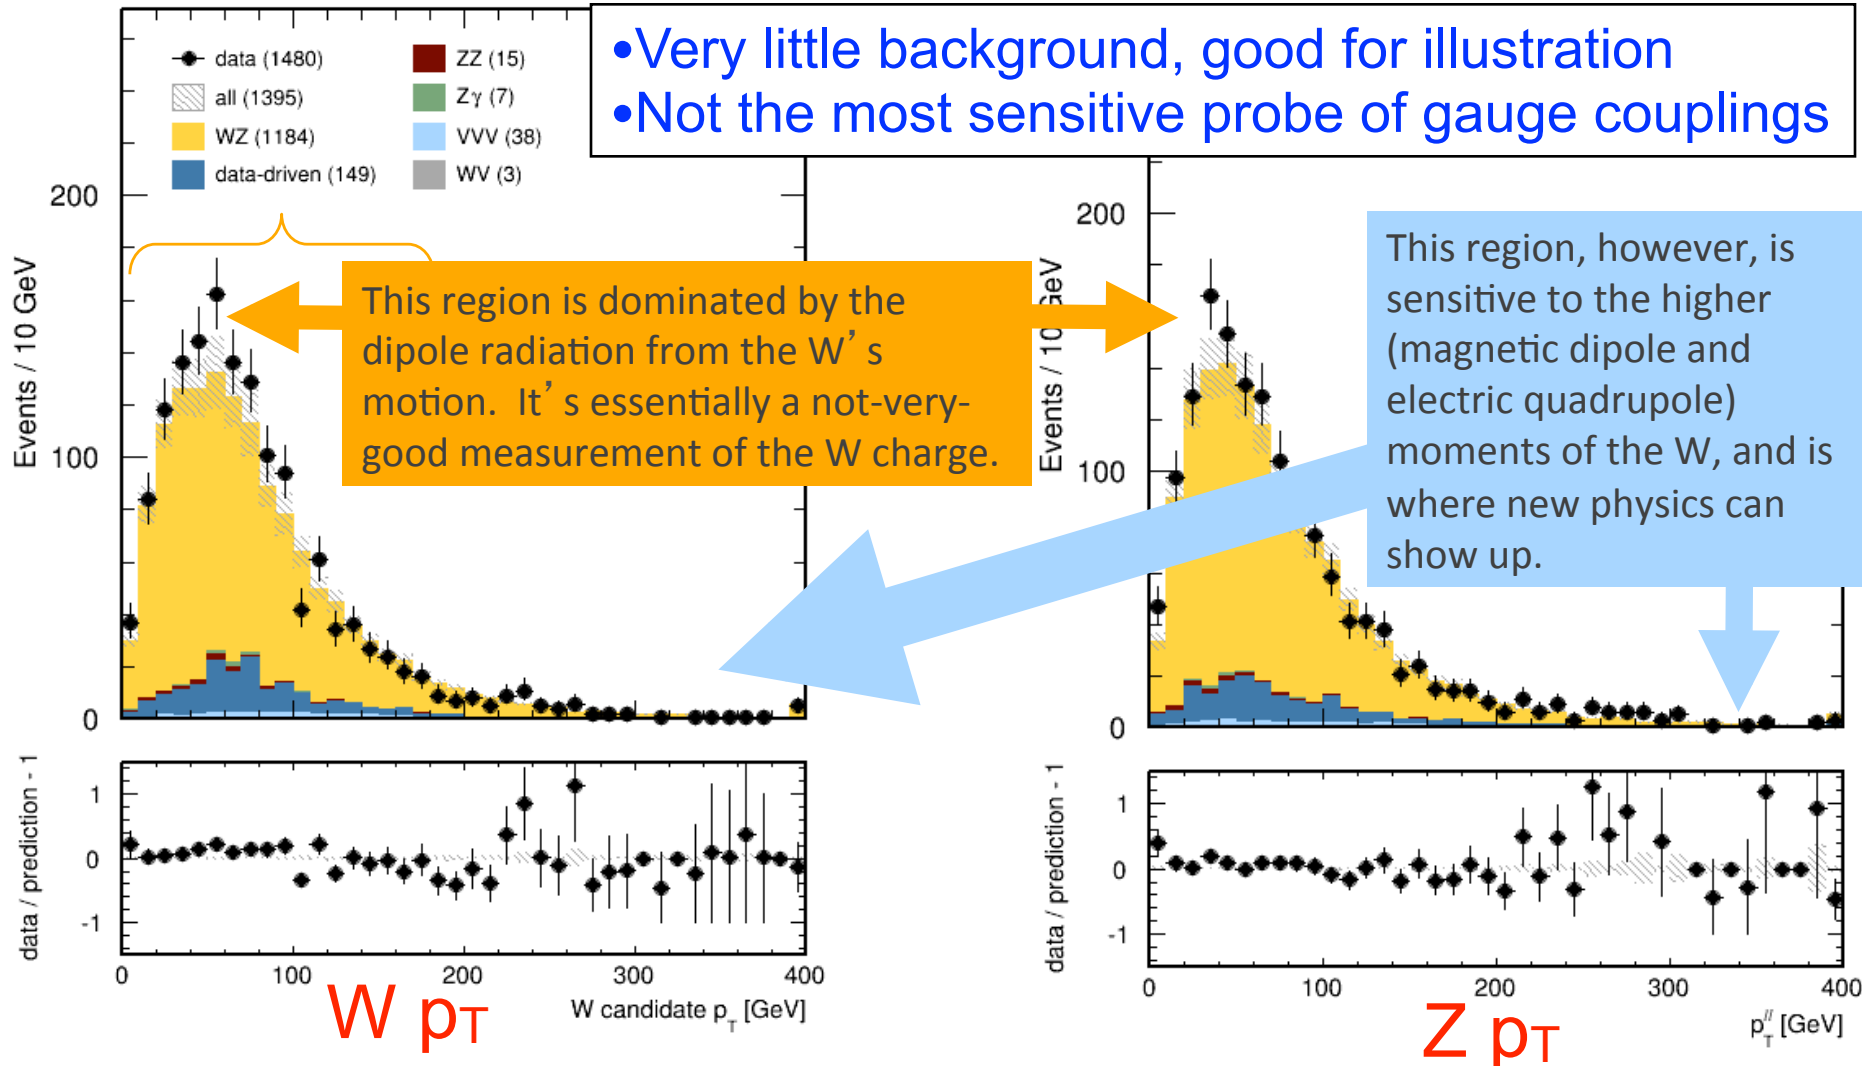 •Very little background, good for illustration
•Not the most sensitive probe of gauge couplings
data (1480)
all (1395)
WZ (1184)
data-driven (149)
ZZ (15)
Zγ (7)
VVV (38)
WV (3)
This region is dominated by the
dipole radiation from the W’s
motion. It’s essentially a not-very-
good measurement of the W charge.
This region, however, is
sensitive to the higher
(magnetic dipole and
electric quadrupole)
moments of the W, and is
where new physics can
show up.
Events / 10 GeV
200
100
0
data / prediction - 1
1
0
-1
0 100 200 300 400
W candidate p_T [GeV]
W pT
Events / 10 GeV
200
100
0
data / prediction - 1
1
0
-1
0 100 200 300 400
p_T^ll [GeV]
Z pT